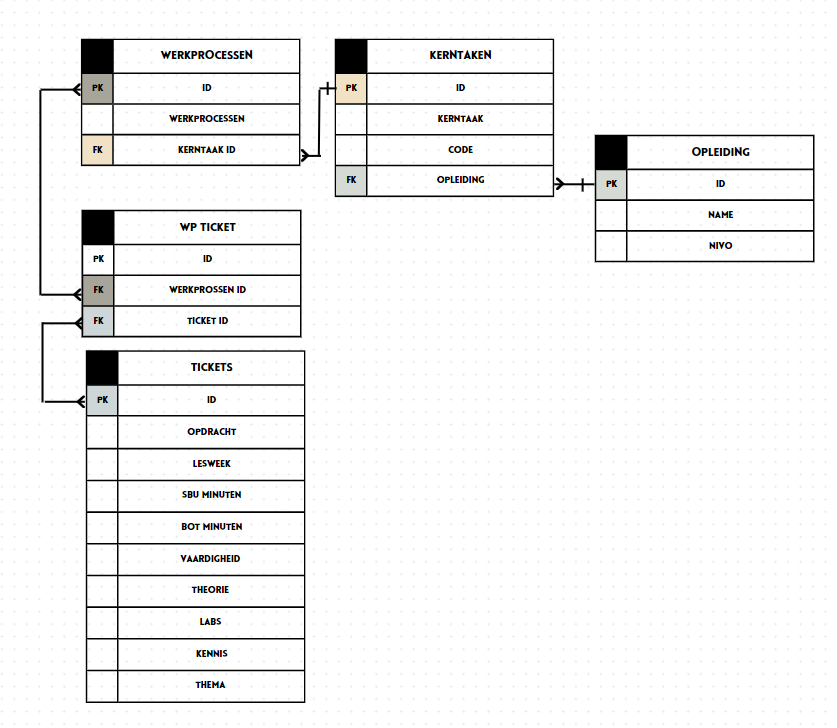 WERKPROCESSEN
PK ID
WERKPROCESSEN
FK KERNTAAK ID
KERNTAKEN
PK ID
KERNTAAK
CODE
FK OPLEIDING
OPLEIDING
PK ID
NAME
NIVO
WP TICKET
PK ID
FK WERKPROSSEN ID
FK TICKET ID
TICKETS
PK ID
OPDRACHT
LESWEEK
SBU MINUTEN
BOT MINUTEN
VAARDIGHEID
THEORIE
LABS
KENNIS
THEMA